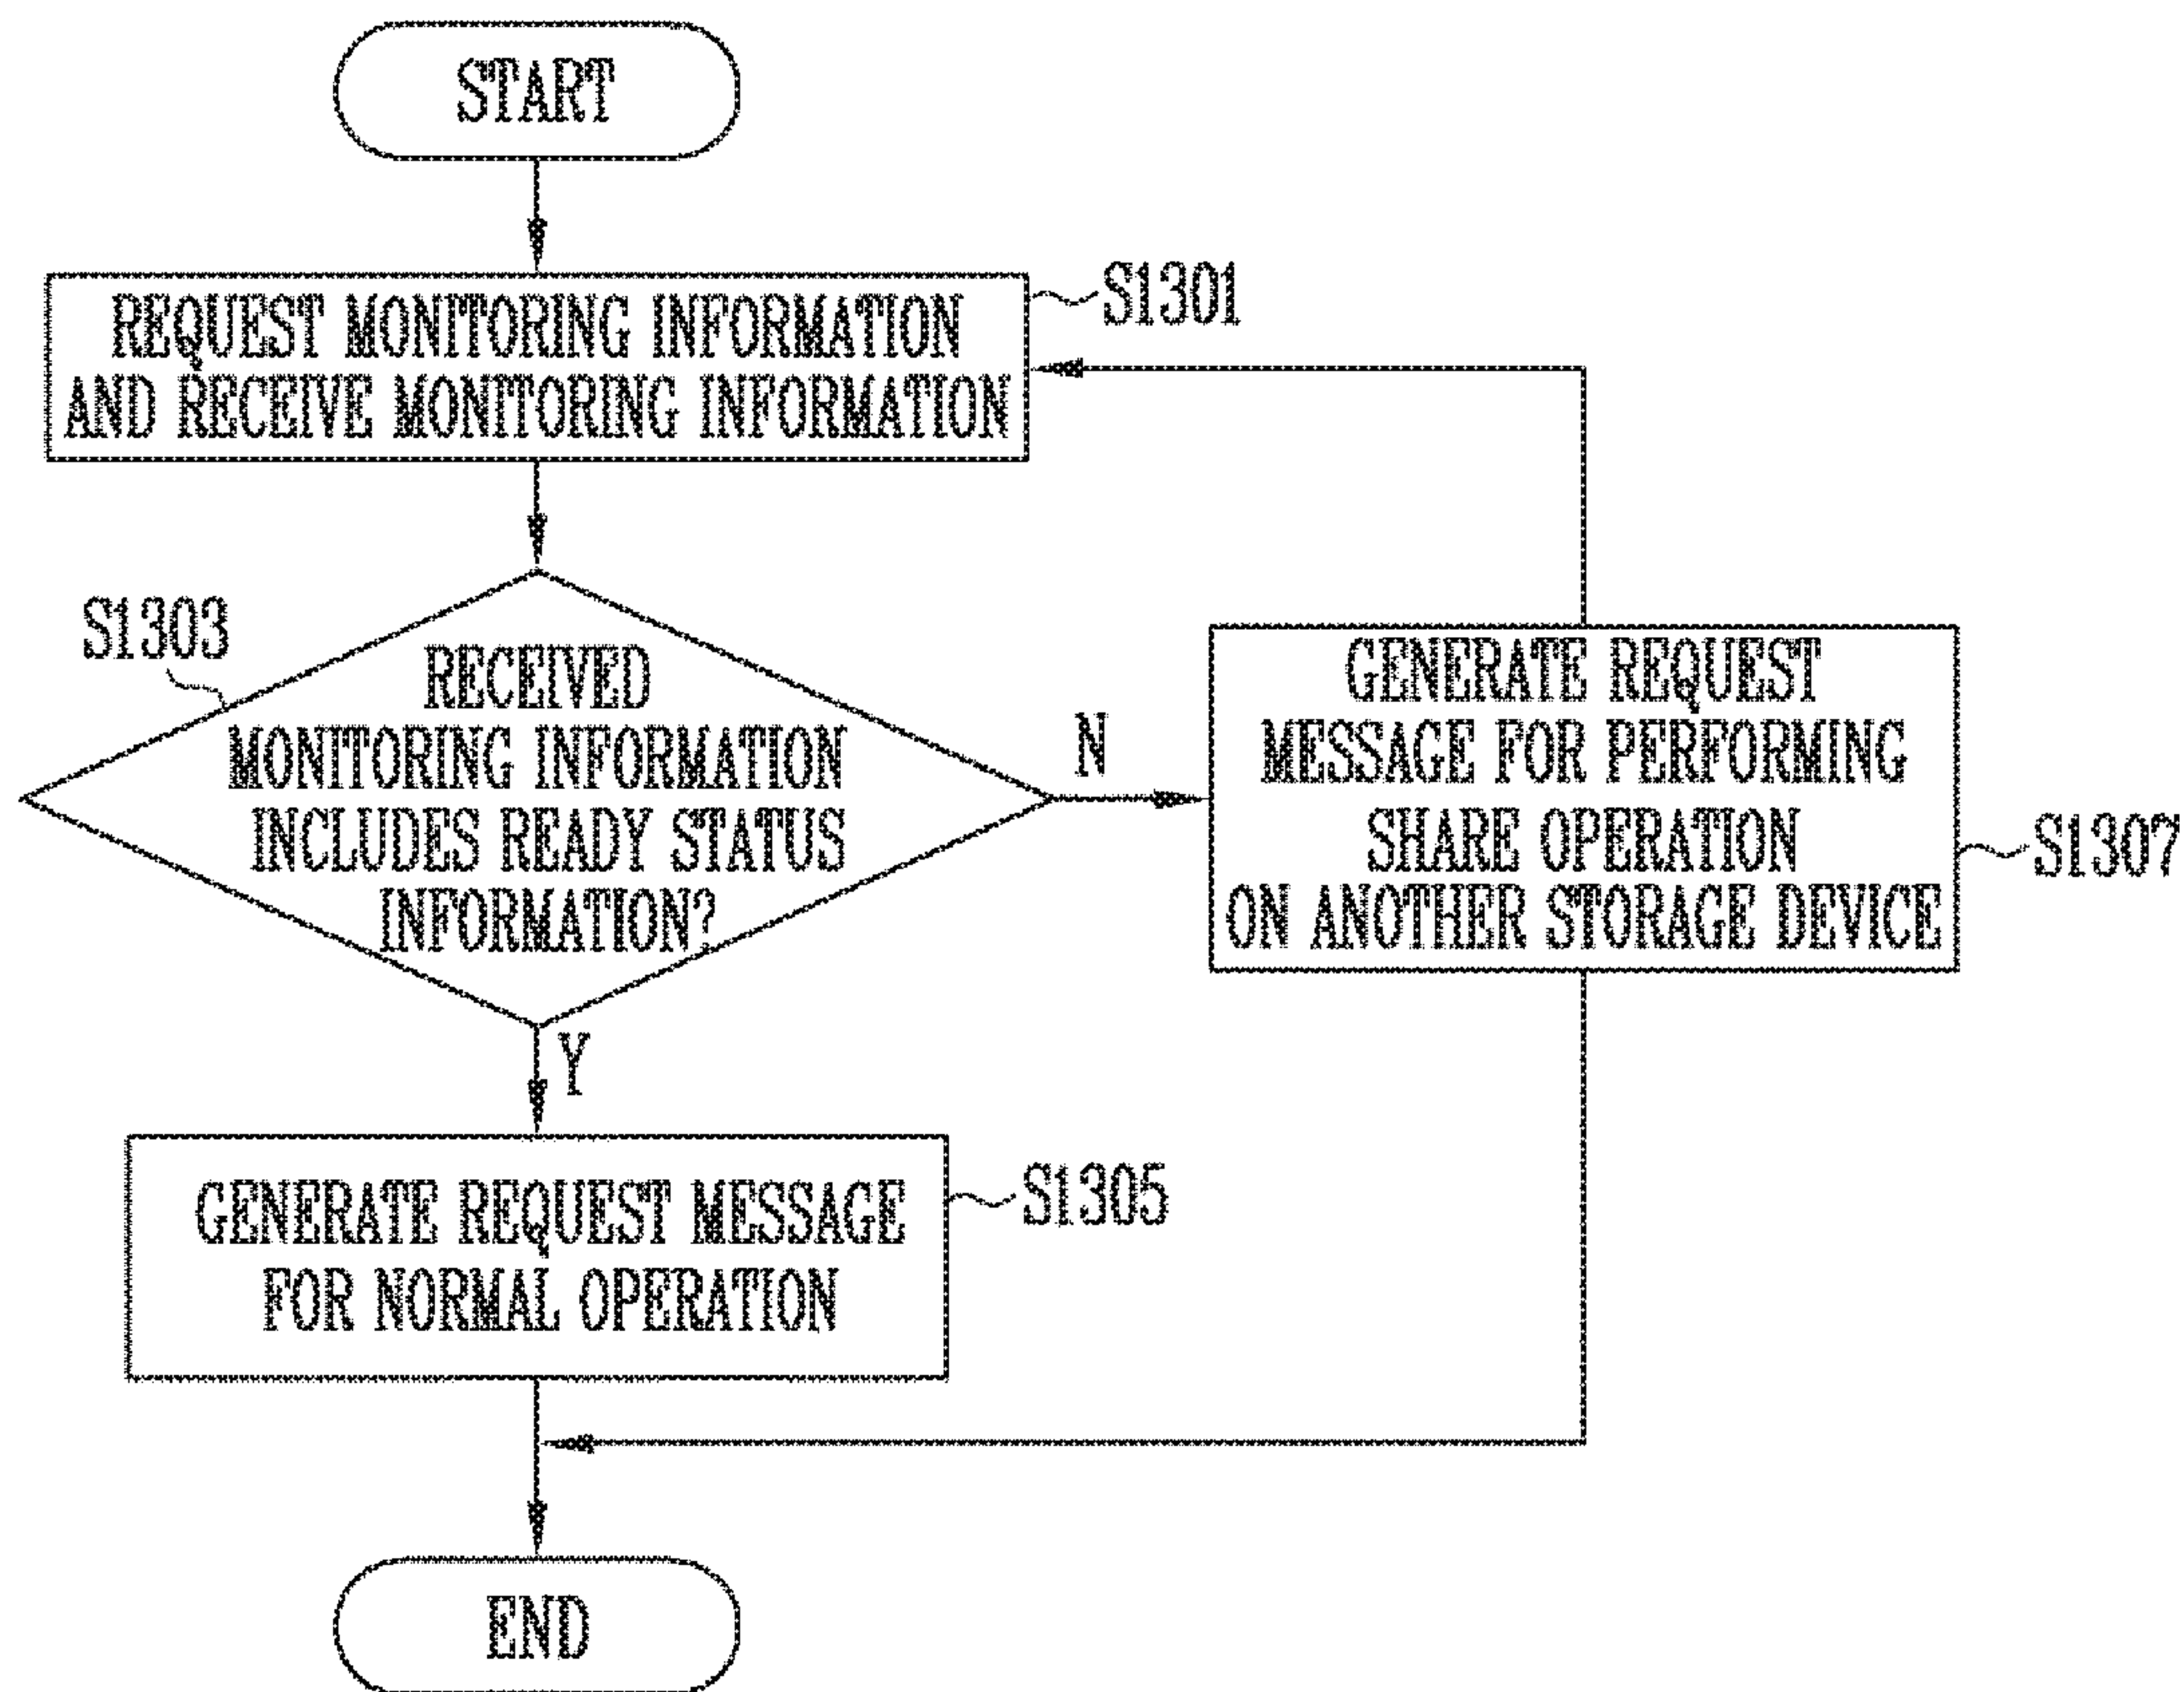 START
REQUEST MONITORING INFORMATION
AND RECEIVE MONITORING INFORMATION
S1301
S1303
RECEIVED
MONITORING INFORMATION
INCLUDES READY STATUS
INFORMATION?
N
GENERATE REQUEST
MESSAGE FOR PERFORMING
SHARE OPERATION
ON ANOTHER STORAGE DEVICE
S1307
Y
GENERATE REQUEST MESSAGE
FOR NORMAL OPERATION
S1305
END